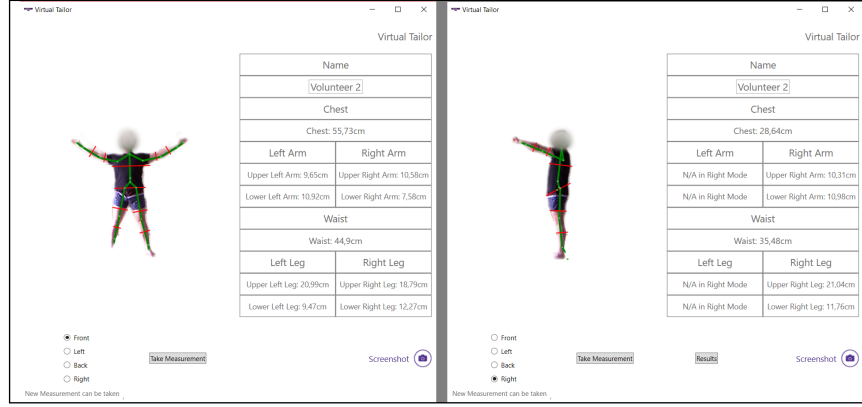 Virtual Tailor
Virtual Tailor
Name
Volunteer 2
Chest
Chest: 55,73cm
Left Arm Right Arm
Upper Left Arm: 9,65cm Upper Right Arm: 10,58cm
Lower Left Arm: 10,92cm Lower Right Arm: 7,58cm
Waist
Waist: 44,9cm
Left Leg Right Leg
Upper Left Leg: 20,99cm Upper Right Leg: 18,79cm
Lower Left Leg: 9,47cm Lower Right Leg: 12,27cm
Front
Left
Back
Right
Take Measurement
Screenshot
New Measurement can be taken
Virtual Tailor
Virtual Tailor
Name
Volunteer 2
Chest
Chest: 28,64cm
Left Arm Right Arm
N/A in Right Mode Upper Right Arm: 10,31cm
N/A in Right Mode Lower Right Arm: 10,98cm
Waist
Waist: 35,48cm
Left Leg Right Leg
N/A in Right Mode Upper Right Leg: 21,04cm
N/A in Right Mode Lower Right Leg: 11,76cm
Front
Left
Back
Right
Take Measurement
Results
Screenshot
New Measurement can be taken